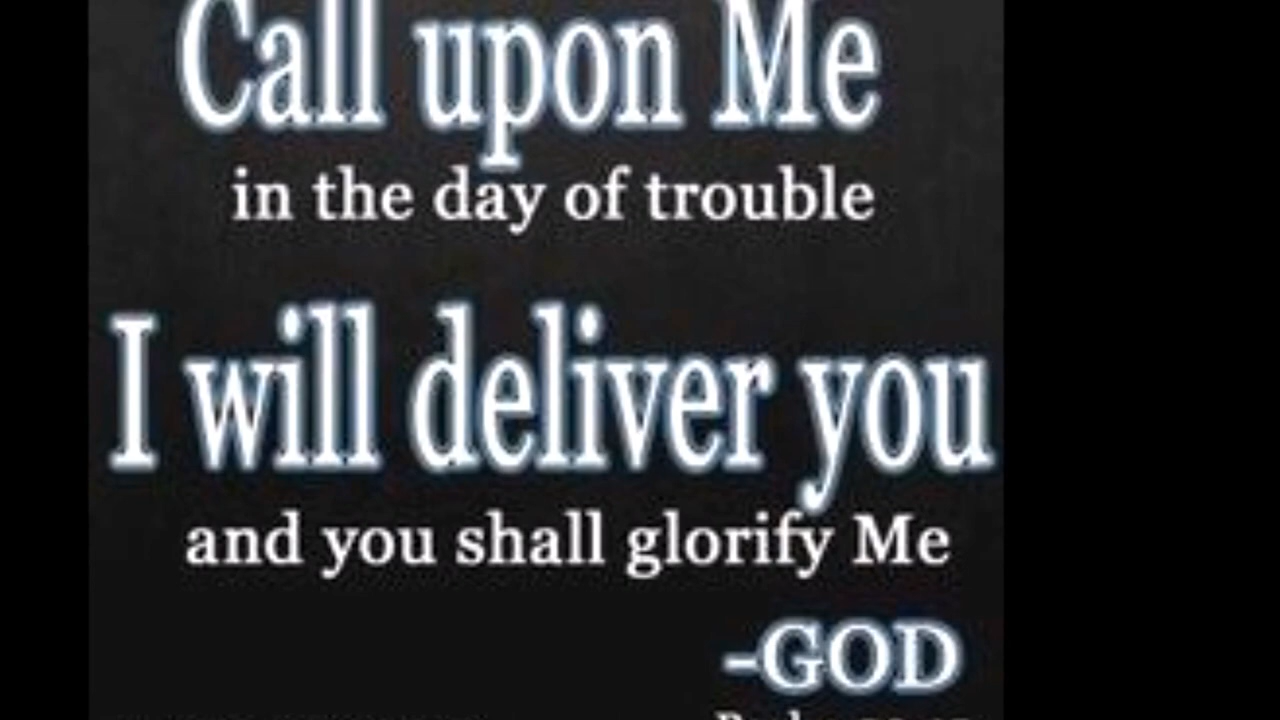 Call upon Me
in the day of trouble
I will deliver you
and you shall glorify Me
-GOD